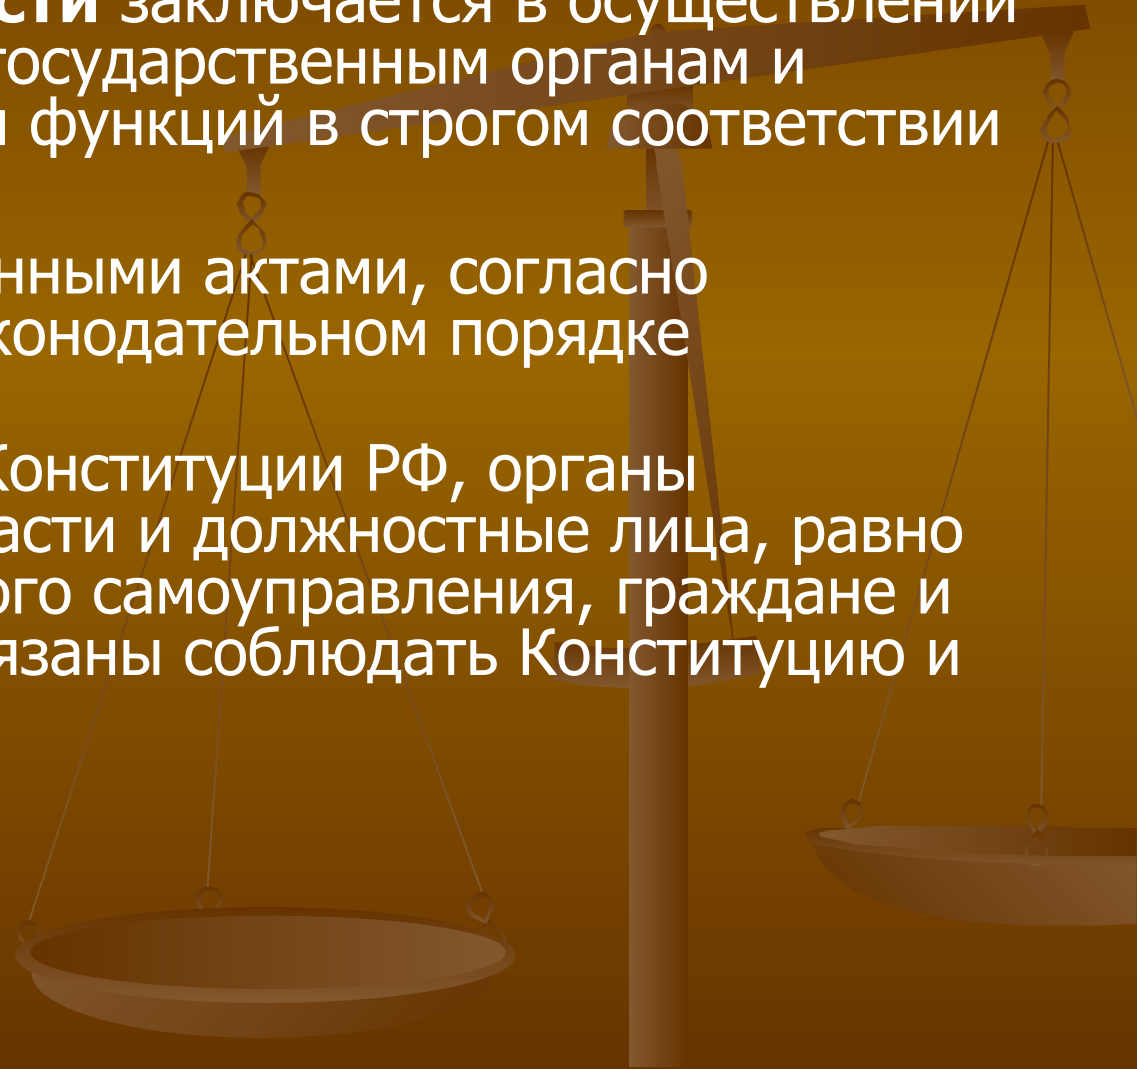 сти заключается в осуществлении
государственным органам и
функций в строгом соответствии
нными актами, согласно
конодательном порядке
Конституции РФ, органы
асти и должностные лица, равно
ого самоуправления, граждане и
язаны соблюдать Конституцию и